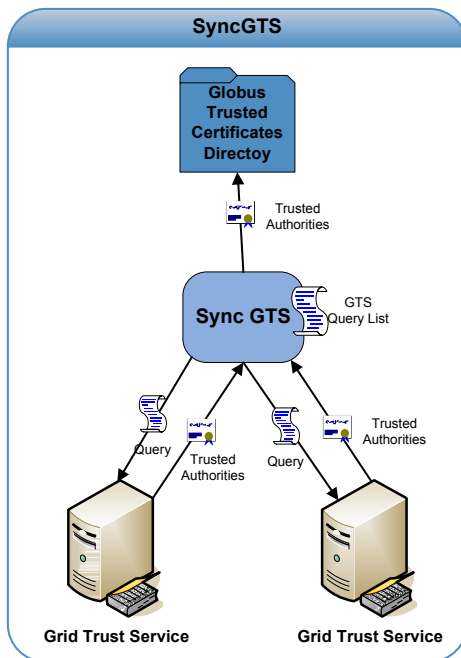 SyncGTS
Globus
Trusted
Certificates
Directoy
Trusted
Authorities
Sync GTS
GTS
Query List
Query
Trusted
Authorities
Query
Trusted
Authorities
Grid Trust Service
Grid Trust Service